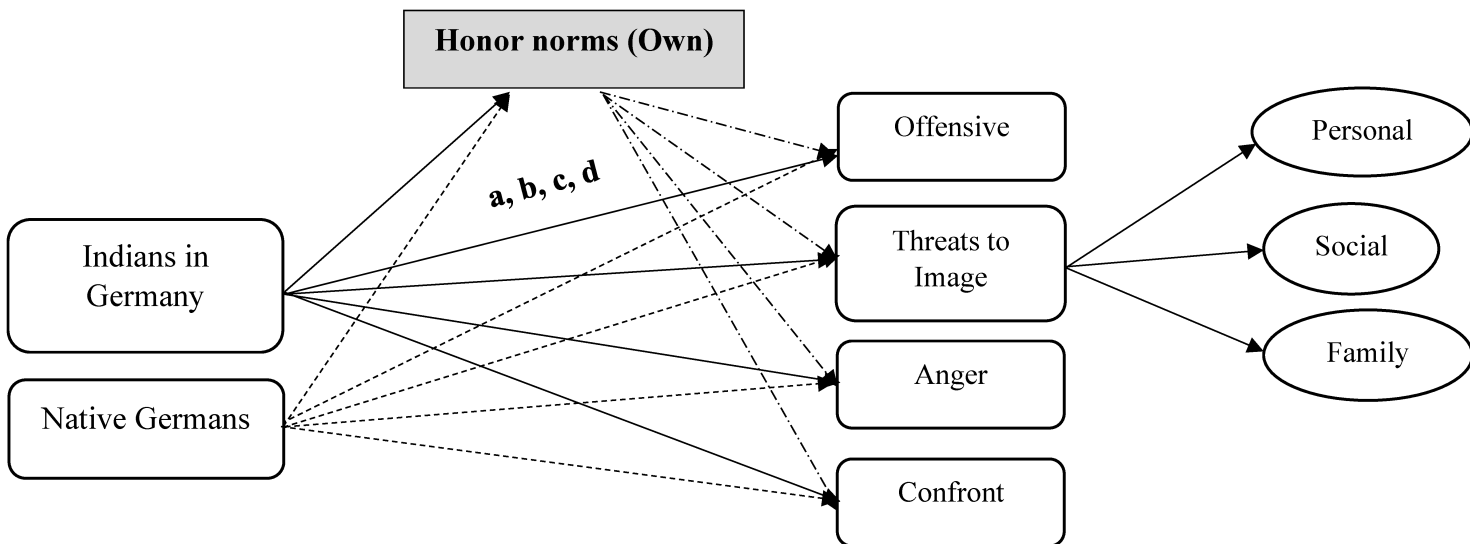 Honor norms (Own)
Offensive
Personal
a, b, c, d
Indians in
Germany
Threats to
Image
Social
Native Germans
Anger
Family
Confront